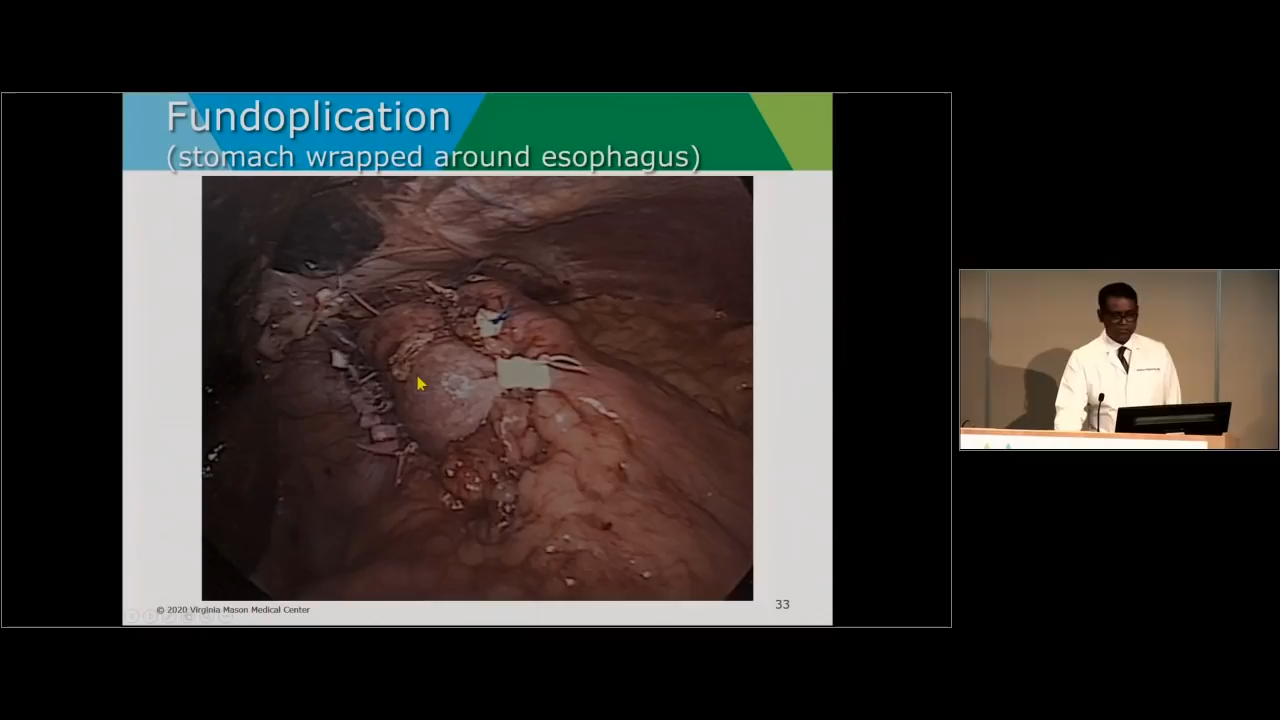 Fundoplication
(stomach wrapped around esophagus)
© 2020 Virginia Mason Medical Center
33